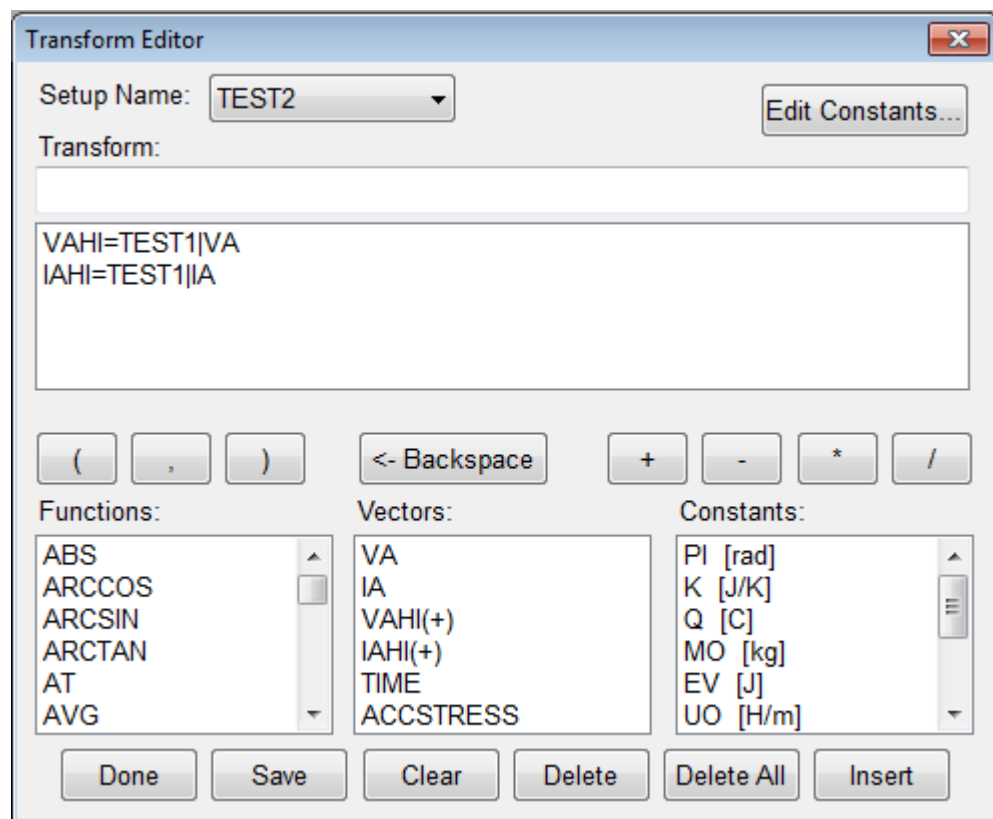 Transform Editor
Setup Name: TEST2
Edit Constants...
Transform:
VAHI=TEST1|VA
IAHI=TEST1|IA
( , ) <- Backspace + - * /
Functions: Vectors: Constants:
ABS VA PI [rad]
ARCCOS IA K [J/K]
ARCSIN VAHI(+) Q [C]
ARCTAN IAHI(+) MO [kg]
AT TIME EV [J]
AVG ACCSTRESS UO [H/m]
Done Save Clear Delete Delete All Insert